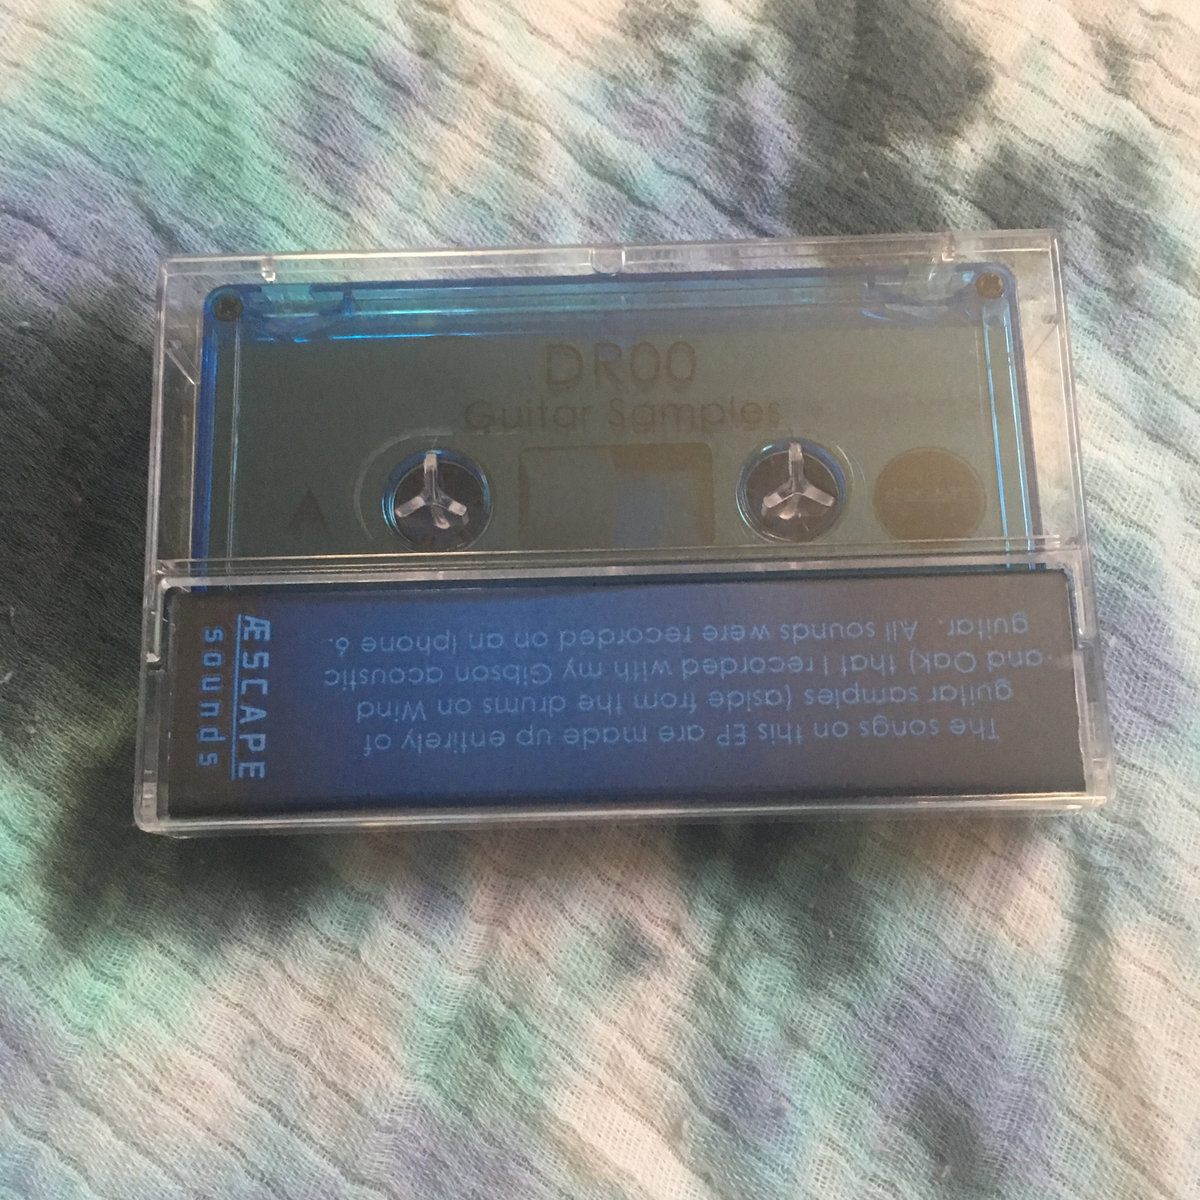 DR00
Guitar Samples
A
ÆSCAPE
sounds
The songs on this EP are made up entirely of
guitar samples (aside from the drums on Wind
and Oak) that I recorded with my Gibson acoustic
guitar. All sounds were recorded on an Iphone 6.